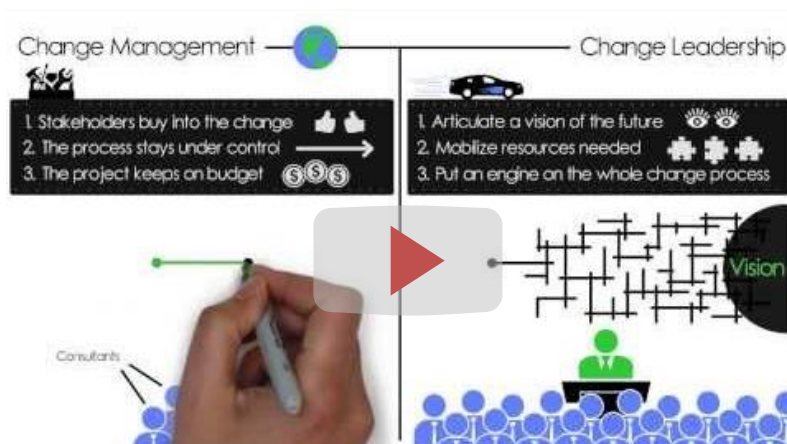 Change Management
Change Leadership
1. Stakeholders buy into the change
2. The process stays under control
3. The project keeps on budget
1. Articulate a vision of the future
2. Mobilize resources needed
3. Put an engine on the whole change process
Vision
Consultants